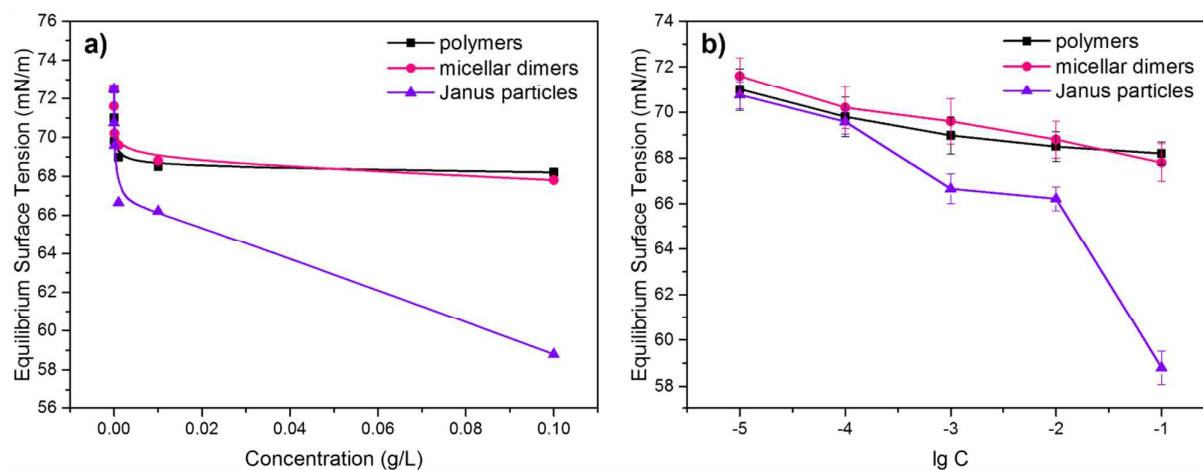 a)
polymers
micellar dimers
Janus particles
Equilibrium Surface Tension (mN/m)
76
74
72
70
68
66
64
62
60
58
56
0.00
0.02
0.04
0.06
0.08
0.10
Concentration (g/L)
b)
polymers
micellar dimers
Janus particles
Equilibrium Surface Tension (mN/m)
74
72
70
68
66
64
62
60
58
-5
-4
-3
-2
-1
lg C